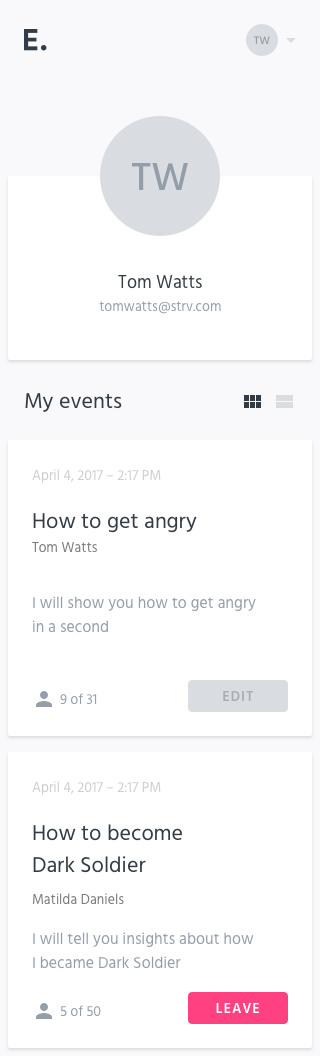 E.
TW
TW
Tom Watts
tomwatts@strv.com
My events
April 4, 2017 – 2:17 PM
How to get angry
Tom Watts
I will show you how to get angry
in a second
9 of 31
EDIT
April 4, 2017 – 2:17 PM
How to become
Dark Soldier
Matilda Daniels
I will tell you insights about how
I became Dark Soldier
5 of 50
LEAVE